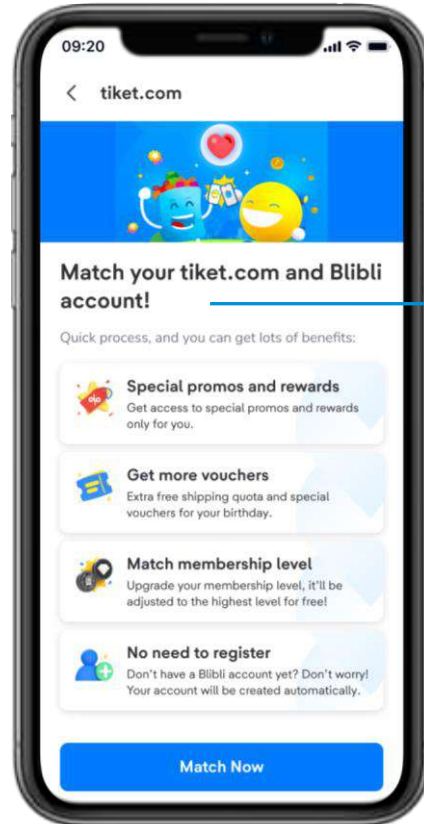 09:20
tiket.com
Match your tiket.com and Blibli
account!
Quick process, and you can get lots of benefits:
Special promos and rewards
Get access to special promos and rewards
only for you.
Get more vouchers
Extra free shipping quota and special
vouchers for your birthday.
Match membership level
Upgrade your membership level, it'll be
adjusted to the highest level for free!
No need to register
Don't have a Blibli account yet? Don't worry!
Your account will be created automatically.
Match Now